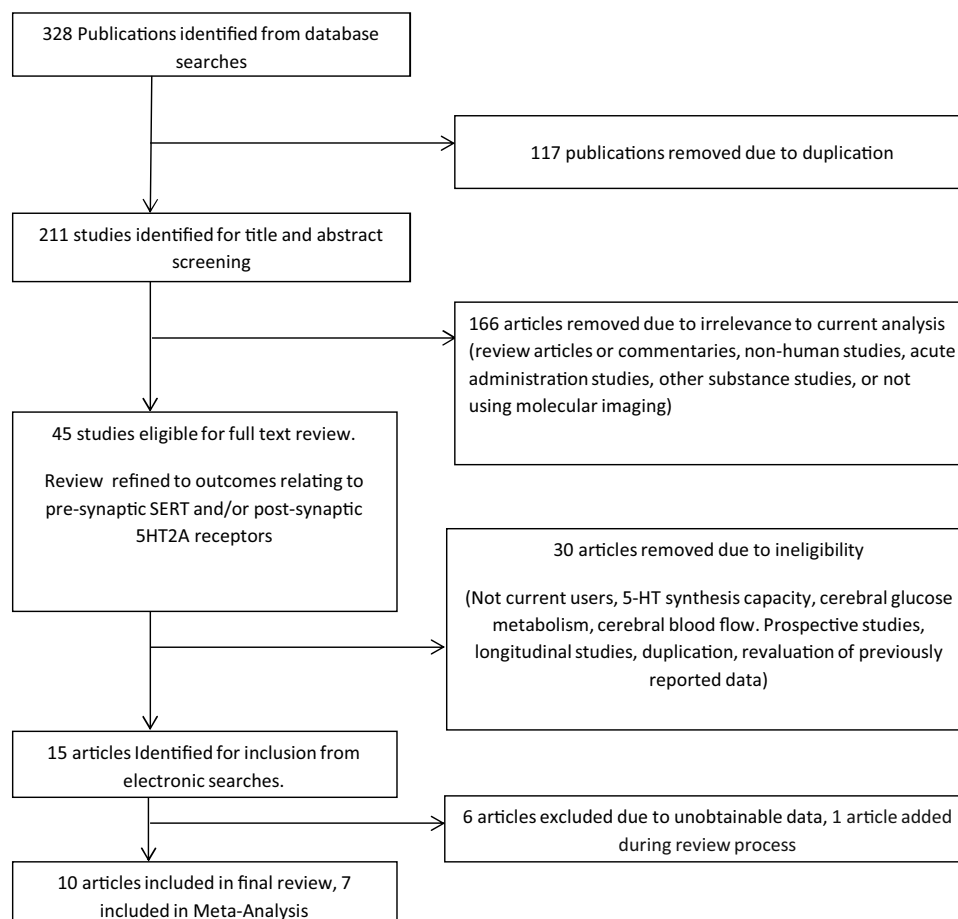 328 Publications identified from database
searches
117 publications removed due to duplication
211 studies identified for title and abstract
screening
166 articles removed due to irrelevance to current analysis
(review articles or commentaries, non-human studies, acute
administration studies, other substance studies, or not
using molecular imaging)
45 studies eligible for full text review.
Review refined to outcomes relating to
pre-synaptic SERT and/or post-synaptic
5HT2A receptors
30 articles removed due to ineligibility
(Not current users, 5-HT synthesis capacity, cerebral glucose
metabolism, cerebral blood flow. Prospective studies,
longitudinal studies, duplication, revaluation of previously
reported data)
15 articles Identified for inclusion from
electronic searches.
6 articles excluded due to unobtainable data, 1 article added
during review process
10 articles included in final review, 7
included in Meta-Analysis